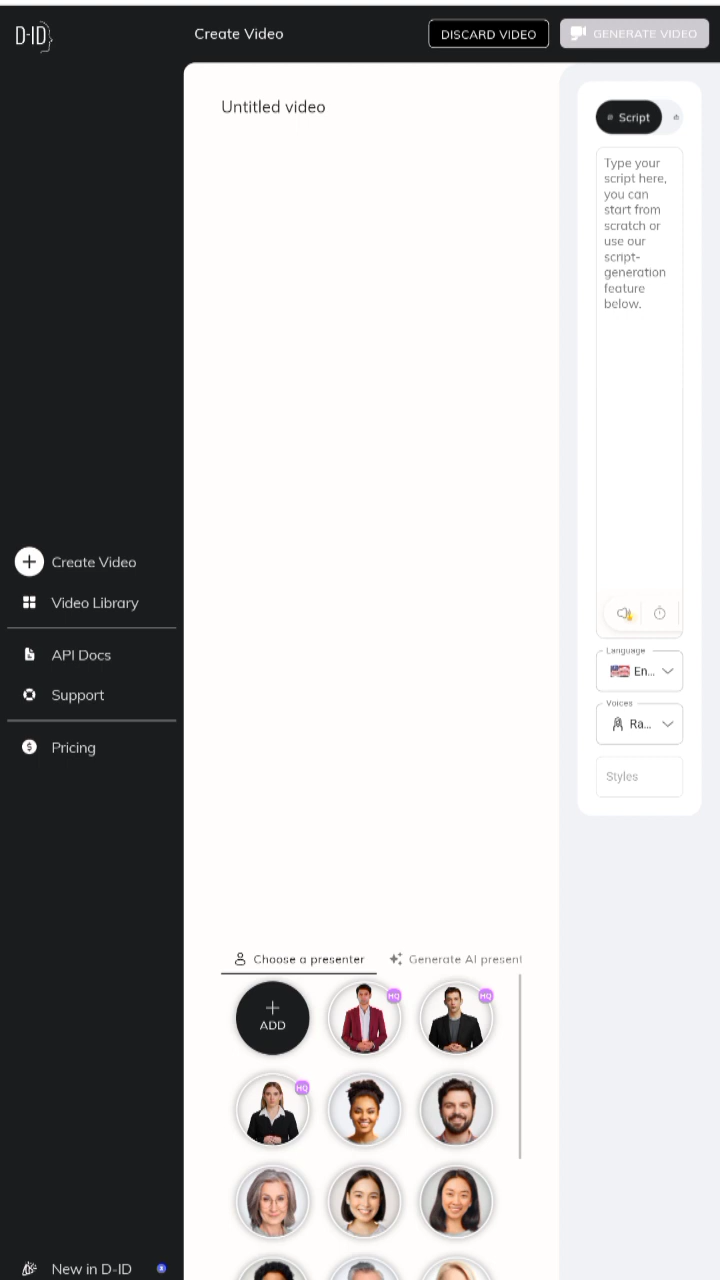 D-ID
Create Video
DISCARD VIDEO
GENERATE VIDEO
Untitled video
Script
Type your
script here,
you can
start from
scratch or
use our
script-
generation
feature
below.
Language
En...
Voices
Ra...
Styles
Create Video
Video Library
API Docs
Support
Pricing
Choose a presenter
Generate AI present
ADD
HQ
HQ
HQ
New in D-ID